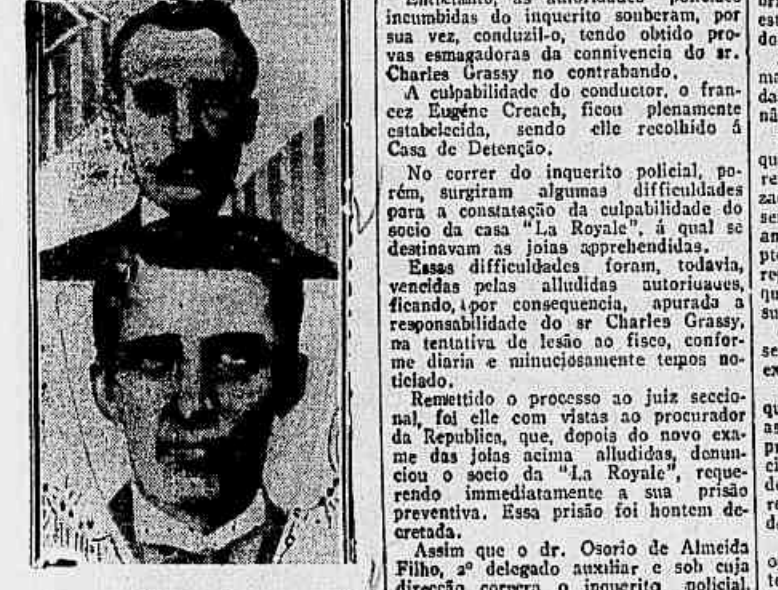 incumbidas do inquerito souberam, por
sua vez, conduzil-o, tendo obtido pro-
vas esmagadoras da connivencia do sr.
Charles Grassy no contrabando.
A culpabilidade do conductor, o fran-
cez Eugéne Creach, ficou plenamente
estabelecida, sendo elle recolhido á
Casa de Detenção.
No correr do inquerito policial, po-
rém, surgiram algumas difficuldades
para a constatação da culpabilidade do
socio da casa "La Royale", á qual se
destinavam as joias apprehendidas.
Essas difficuldades foram, todavia,
vencidas pelas alludidas autoridades,
ficando, por consequencia, apurada a
responsabilidade do sr Charles Grassy,
na tentativa de lesão ao fisco, confor-
me diaria e minuciosamente temos no-
ticiado.
Remettido o processo ao juiz seccio-
nal, foi elle com vistas ao procurador
da Republica, que, depois do novo exa-
me das joias acima alludidas, denun-
ciou o socio da "La Royale", reque-
rendo immediatamente a sua prisão
preventiva. Essa prisão foi hontem de-
cretada.
Assim que o dr. Osorio de Almeida
Filho, 2º delegado auxiliar e sob cuja
direcção correra o inquerito policial,